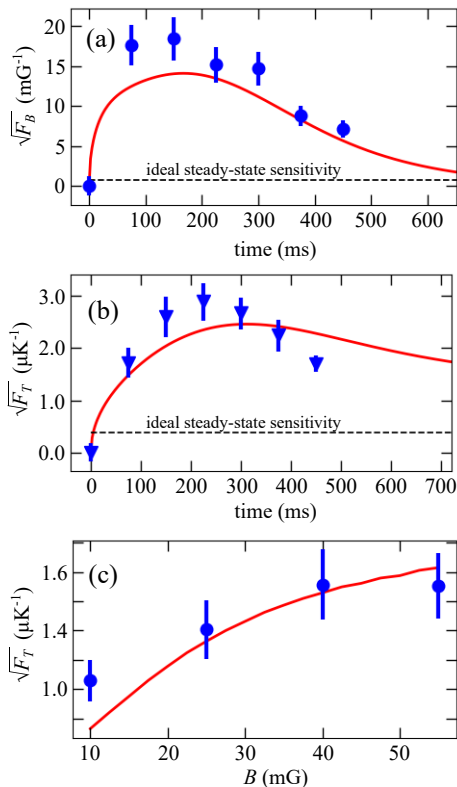 (a)
√F_B (mG⁻¹)
20
15
10
5
0
ideal steady-state sensitivity
0 100 200 300 400 500 600
time (ms)
(b)
√F_T (μK⁻¹)
3.0
2.0
1.0
0.0
ideal steady-state sensitivity
0 100 200 300 400 500 600 700
time (ms)
(c)
√F_T (μK⁻¹)
1.6
1.4
1.0
10 20 30 40 50
B (mG)